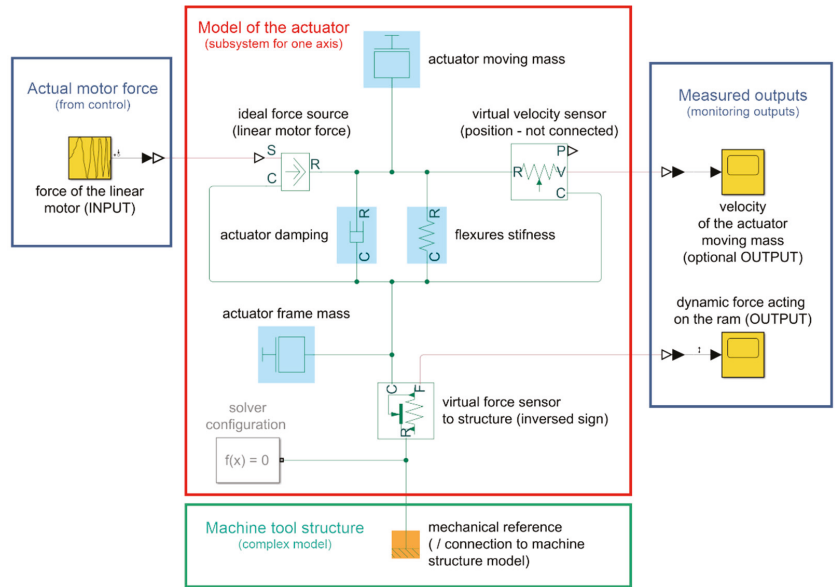 Model of the actuator
(subsystem for one axis)
actuator moving mass
Actual motor force
(from control)
Measured outputs
(monitoring outputs)
ideal force source
(linear motor force)
virtual velocity sensor
(position - not connected)
S
C
R
P
R
V
C
force of the linear
motor (INPUT)
velocity
of the actuator
moving mass
(optional OUTPUT)
actuator damping
R
C
R
C
flexures stifness
actuator frame mass
dynamic force acting
on the ram (OUTPUT)
C
F
R
virtual force sensor
to structure (inversed sign)
solver
configuration
f(x) = 0
Machine tool structure
(complex model)
mechanical reference
( / connection to machine
structure model)